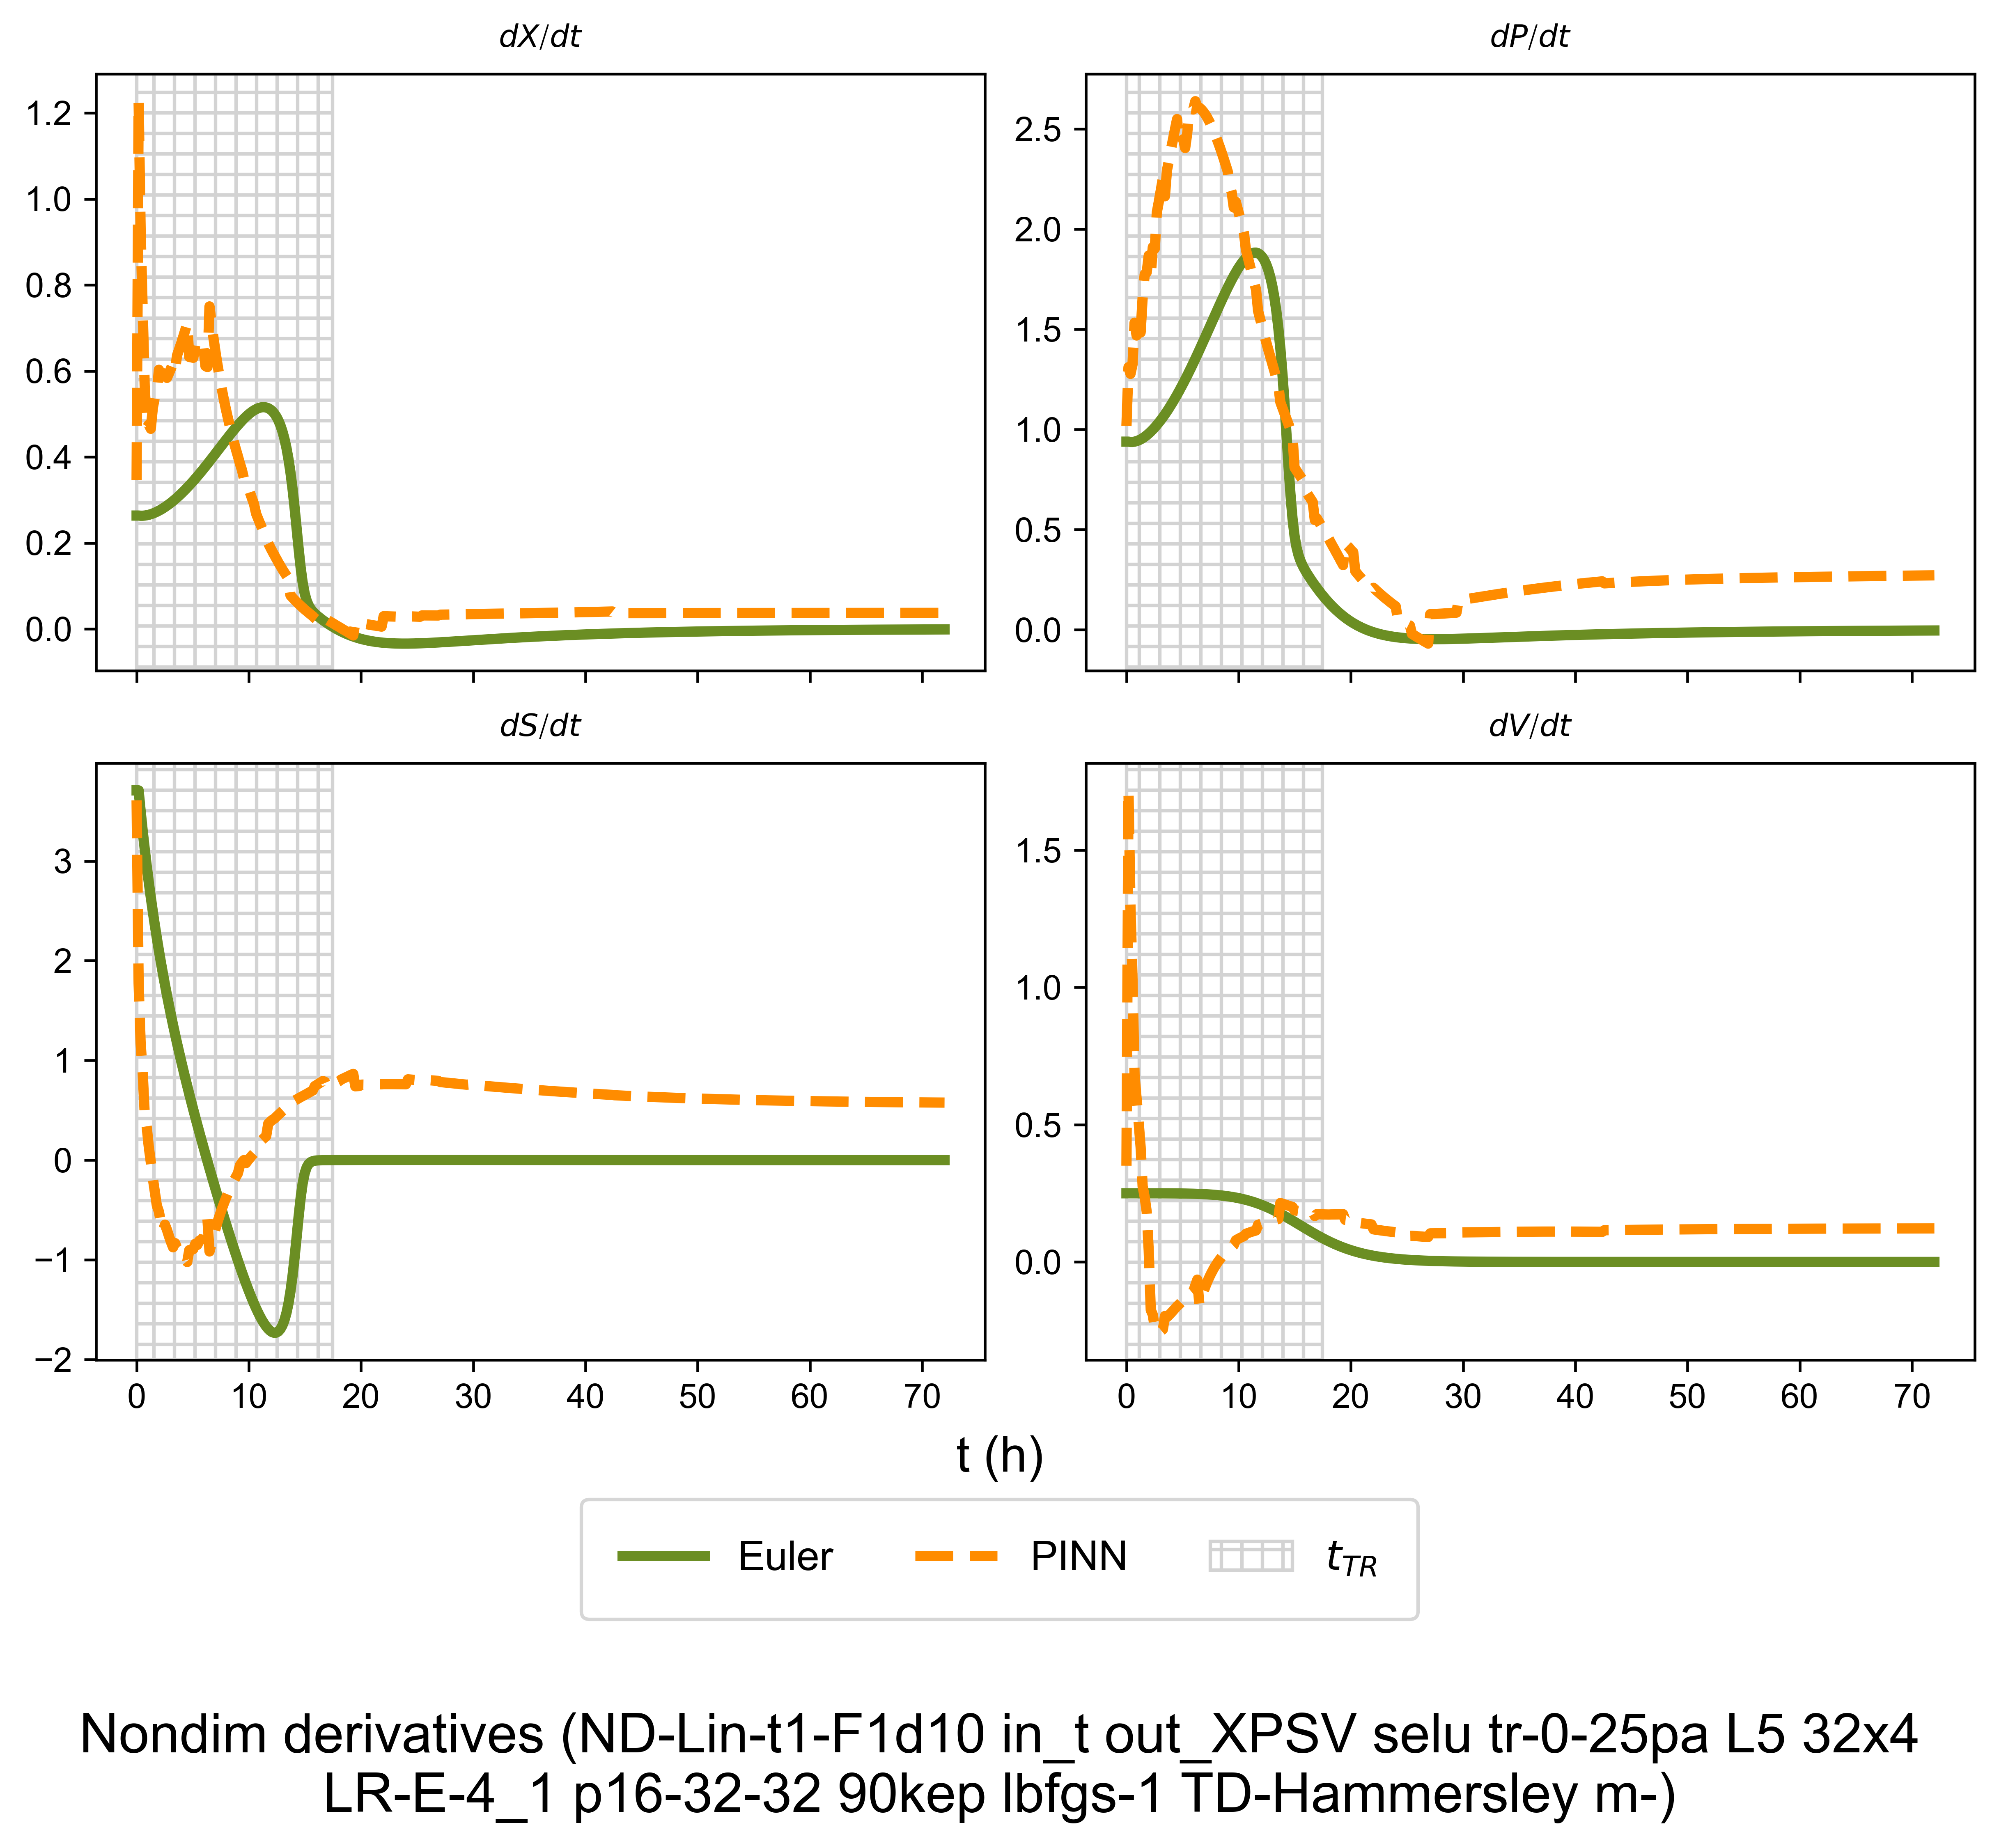 dX/dt
dP/dt
1.2
1.0
0.8
0.6
0.4
0.2
0.0
2.5
2.0
1.5
1.0
0.5
0.0
dS/dt
dV/dt
3
2
1
0
−1
−2
1.5
1.0
0.5
0.0
0 10 20 30 40 50 60 70
0 10 20 30 40 50 60 70
t (h)
Euler PINN t_TR
Nondim derivatives (ND-Lin-t1-F1d10 in_t out_XPSV selu tr-0-25pa L5 32x4
LR-E-4_1 p16-32-32 90kep lbfgs-1 TD-Hammersley m-)